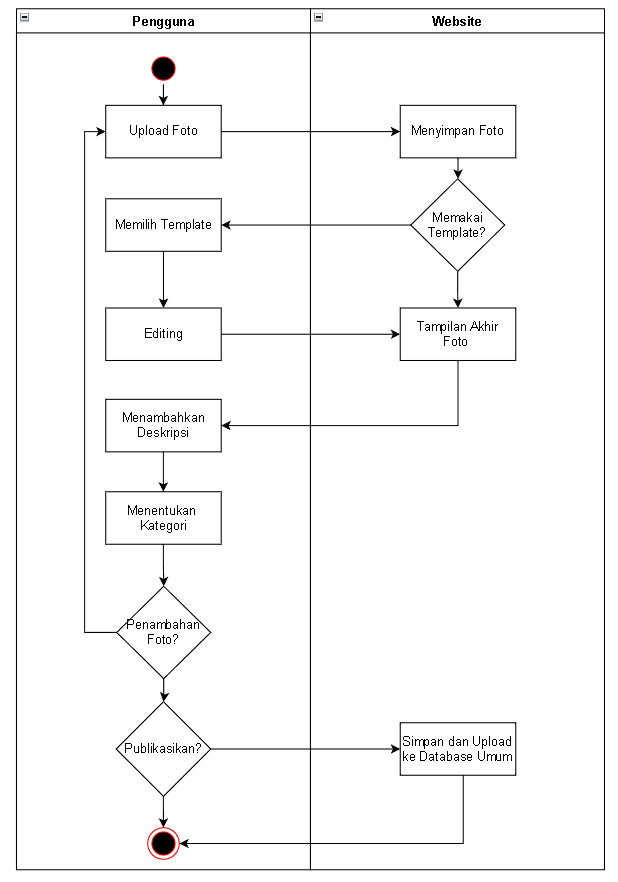 Pengguna
Website
Upload Foto
Menyimpan Foto
Memakai
Template?
Memilih Template
Editing
Tampilan Akhir
Foto
Menambahkan
Deskripsi
Menentukan
Kategori
Penambahan
Foto?
Publikasikan?
Simpan dan Upload
ke Database Umum